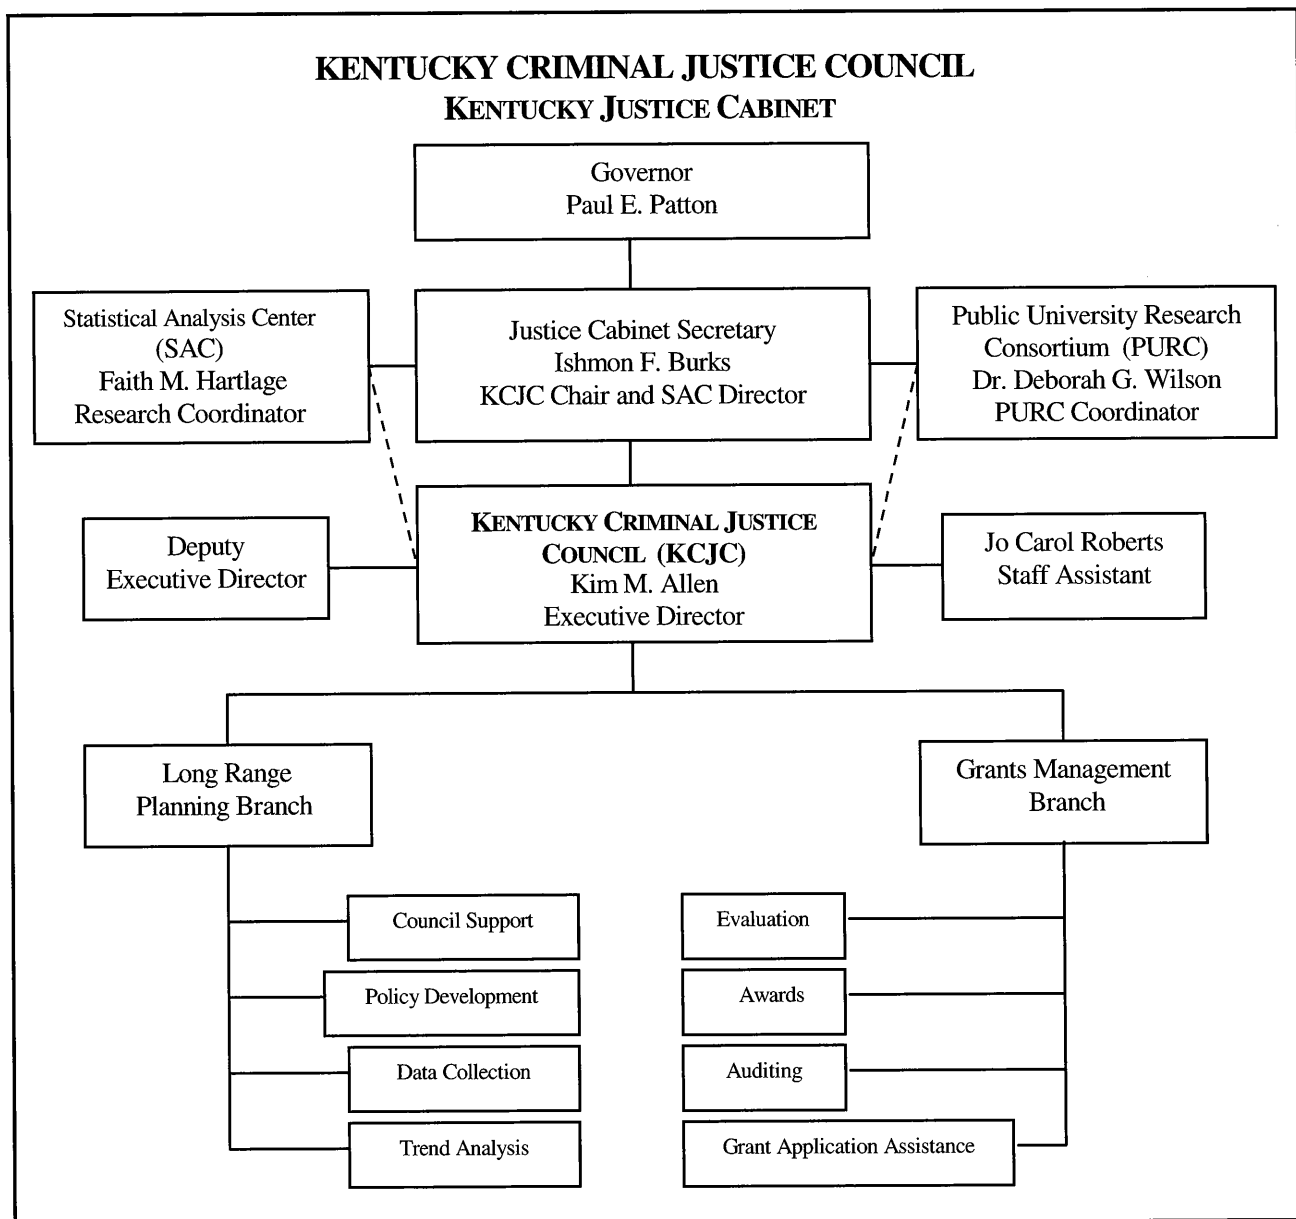 KENTUCKY CRIMINAL JUSTICE COUNCIL
KENTUCKY JUSTICE CABINET
Governor
Paul E. Patton
Statistical Analysis Center
(SAC)
Faith M. Hartlage
Research Coordinator
Justice Cabinet Secretary
Ishmon F. Burks
KCJC Chair and SAC Director
Public University Research
Consortium (PURC)
Dr. Deborah G. Wilson
PURC Coordinator
Deputy
Executive Director
KENTUCKY CRIMINAL JUSTICE
COUNCIL (KCJC)
Kim M. Allen
Executive Director
Jo Carol Roberts
Staff Assistant
Long Range
Planning Branch
Grants Management
Branch
Council Support
Policy Development
Data Collection
Trend Analysis
Evaluation
Awards
Auditing
Grant Application Assistance